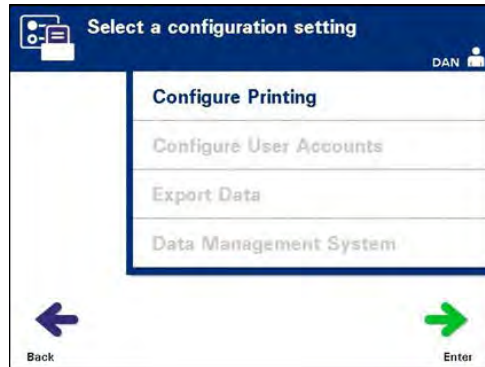 Select a configuration setting
DAN
Configure Printing
Configure User Accounts
Export Data
Data Management System
Back
Enter